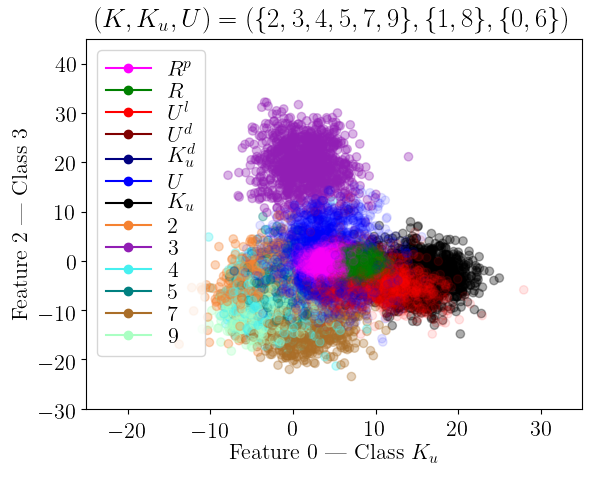 (K, K_u, U) = ({2, 3, 4, 5, 7, 9}, {1, 8}, {0, 6})
Feature 2 — Class 3
40
30
20
10
0
−10
−20
−30
R^p
R
U^l
U^d
K_u^d
U
K_u
2
3
4
5
7
9
−20 −10 0 10 20 30
Feature 0 — Class K_u